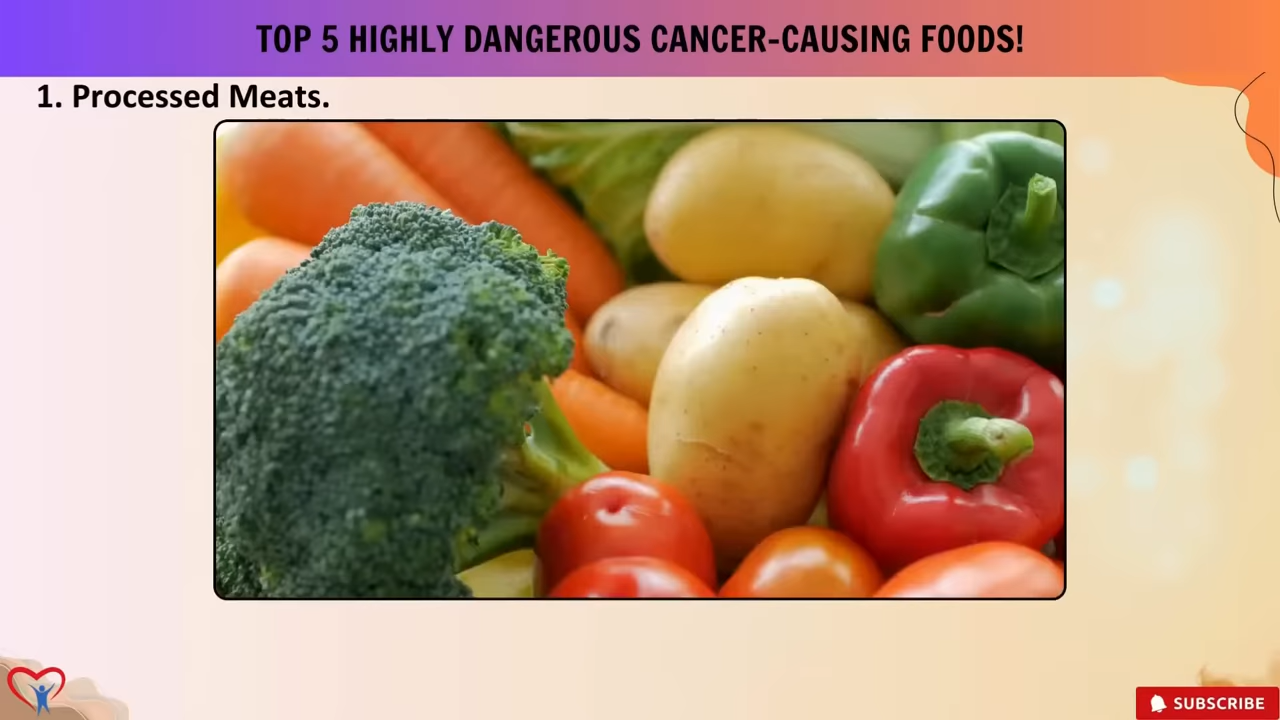 TOP 5 HIGHLY DANGEROUS CANCER-CAUSING FOODS!
1. Processed Meats.
SUBSCRIBE